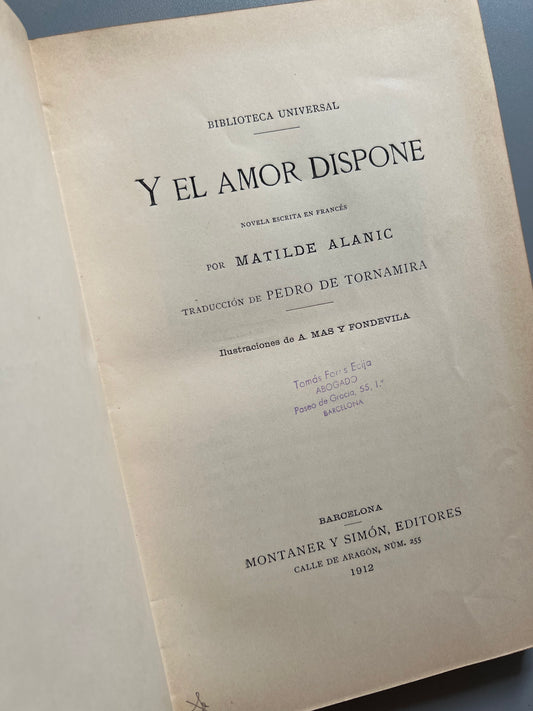 BIBLIOTECA UNIVERSAL
Y EL AMOR DISPONE
NOVELA ESCRITA EN FRANCÉS
POR MATILDE ALANIC
TRADUCCIÓN DE PEDRO DE TORNAMIRA
Ilustraciones de A. MAS Y FONDEVILA
Tomás Ecija
ABOGADO
Paseo de Gracia, 55, 1.º
BARCELONA
BARCELONA
MONTANER Y SIMÓN, EDITORES
CALLE DE ARAGÓN, NÚM. 255
1912